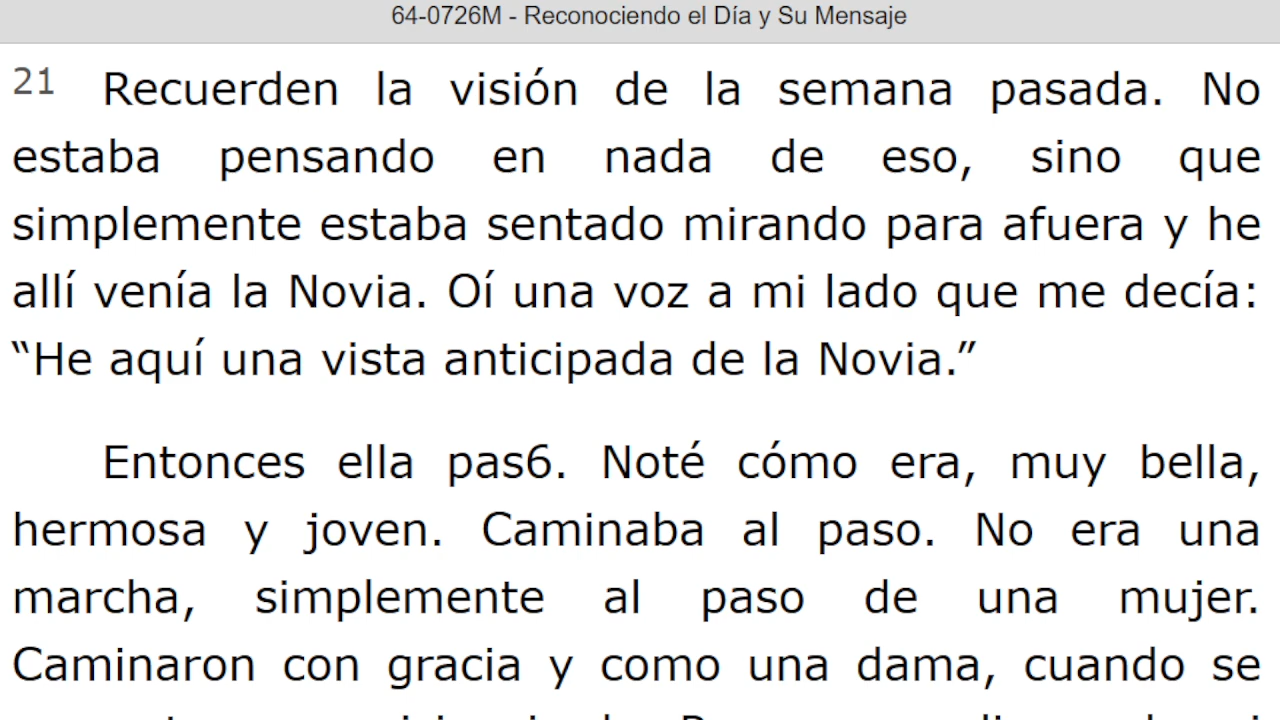 64-0726M - Reconociendo el Día y Su Mensaje
21 Recuerden la visión de la semana pasada. No
estaba pensando en nada de eso, sino que
simplemente estaba sentado mirando para afuera y he
allí venía la Novia. Oí una voz a mi lado que me decía:
“He aquí una vista anticipada de la Novia.”
Entonces ella pas6. Noté cómo era, muy bella,
hermosa y joven. Caminaba al paso. No era una
marcha, simplemente al paso de una mujer.
Caminaron con gracia y como una dama, cuando se